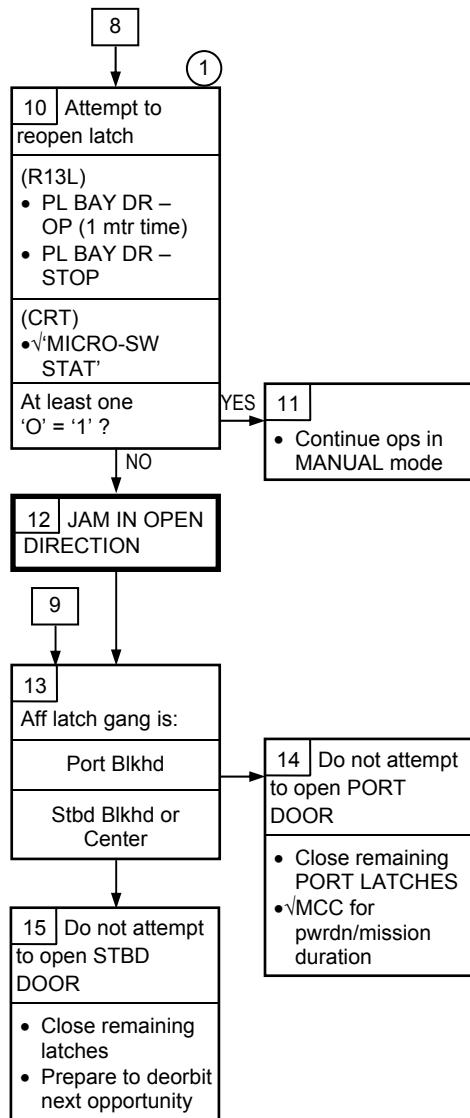 8
1
10 Attempt to
reopen latch
(R13L)
• PL BAY DR –
OP (1 mtr time)
• PL BAY DR –
STOP
(CRT)
•√‘MICRO-SW
STAT’
At least one
‘O’ = ‘1’ ?
YES
11
• Continue ops in
MANUAL mode
NO
12 JAM IN OPEN
DIRECTION
9
13
Aff latch gang is:
Port Blkhd
Stbd Blkhd or
Center
14 Do not attempt
to open PORT
DOOR
• Close remaining
PORT LATCHES
•√MCC for
pwrdn/mission
duration
15 Do not attempt
to open STBD
DOOR
• Close remaining
latches
• Prepare to deorbit
next opportunity